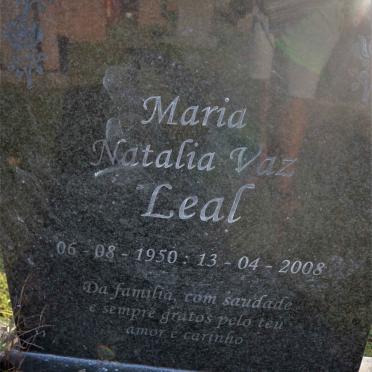 Maria
Natalia Vaz
Leal
06 - 08 - 1950 : 13 - 04 - 2008
Da família, com saudade
e sempre gratos pelo teu
amor e carinho